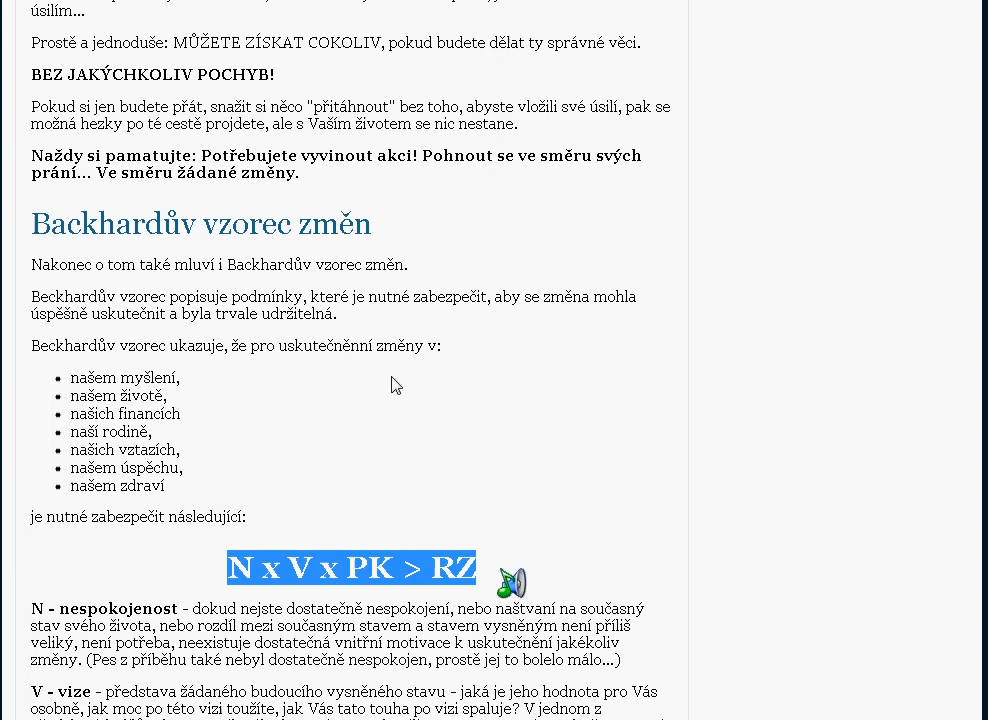 úsilím...
Prostě a jednoduše: MŮŽETE ZÍSKAT COKOLIV, pokud budete dělat ty správné věci.
BEZ JAKÝCHKOLIV POCHYB!
Pokud si jen budete přát, snažit si něco "přitáhnout" bez toho, abyste vložili své úsilí, pak se
možná hezky po té cestě projdete, ale s Vaším životem se nic nestane.
Naždy si pamatujte: Potřebujete vyvinout akci! Pohnout se ve směru svých
prání... Ve směru žádané změny.
Backhardův vzorec změn
Nakonec o tom také mluví i Backhardův vzorec změn.
Beckhardův vzorec popisuje podmínky, které je nutné zabezpečit, aby se změna mohla
úspěšně uskutečnit a byla trvale udržitelná.
Beckhardův vzorec ukazuje, že pro uskutečněnní změny v:
našem myšlení,
našem životě,
našich financích
naší rodině,
našich vztazích,
našem úspěchu,
našem zdraví
je nutné zabezpečit následující:
N x V x PK > RZ
N - nespokojenost - dokud nejste dostatečně nespokojení, nebo naštvaní na současný
stav svého života, nebo rozdíl mezi současným stavem a stavem vysněným není příliš
veliký, není potřeba, neexistuje dostatečná vnitřní motivace k uskutečnění jakékoliv
změny. (Pes z příběhu také nebyl dostatečně nespokojen, prostě jej to bolelo málo...)
V - vize - představa žádaného budoucího vysněného stavu - jaká je jeho hodnota pro Vás
osobně, jak moc po této vizi toužíte, jak Vás tato touha po vizi spaluje? V jednom z